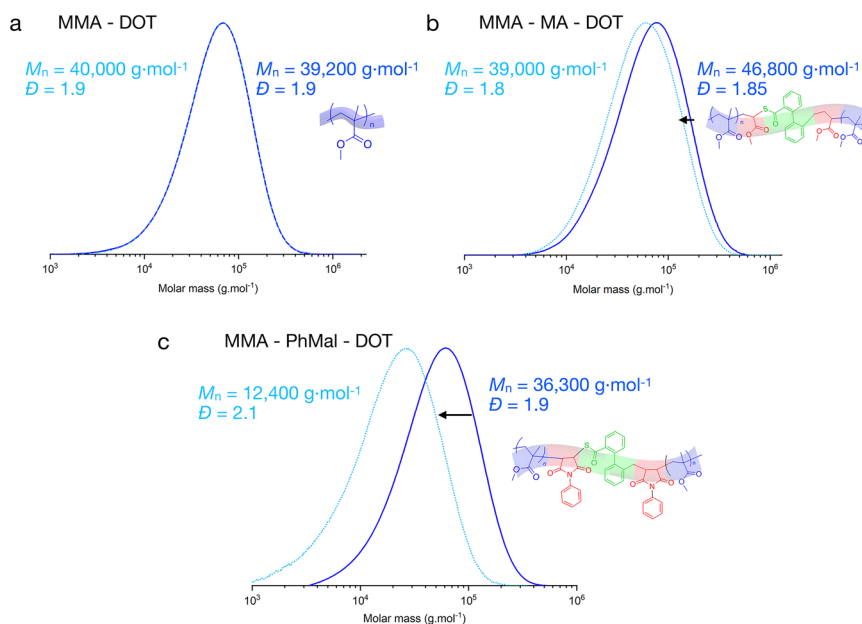 a
MMA - DOT
Mn = 40,000 g·mol-1
Đ = 1.9
Mn = 39,200 g·mol-1
Đ = 1.9
n
O
O
10³ 10⁴ 10⁵ 10⁶
Molar mass (g.mol-1)
b
MMA - MA - DOT
Mn = 39,000 g·mol-1
Đ = 1.8
Mn = 46,800 g·mol-1
Đ = 1.85
S
n
O
n
O O O O
O O O O O
10³ 10⁴ 10⁵ 10⁶
Molar mass (g.mol-1)
c
MMA - PhMal - DOT
Mn = 12,400 g·mol-1
Đ = 2.1
Mn = 36,300 g·mol-1
Đ = 1.9
S
n
O
n
O O O O O O
N
O
N
O
10³ 10⁴ 10⁵ 10⁶
Molar mass (g.mol-1)